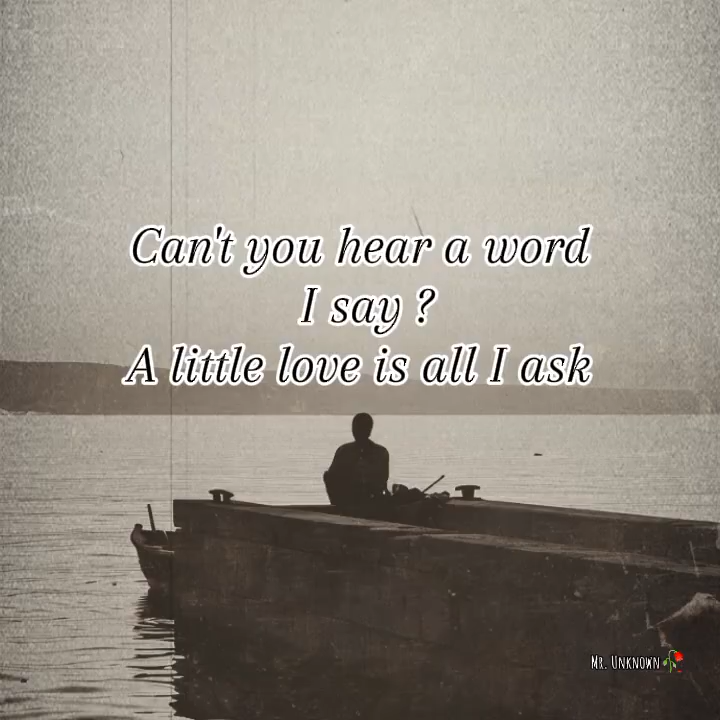 Can't you hear a word
I say ?
A little love is all I ask
Mr. Unknown🥀